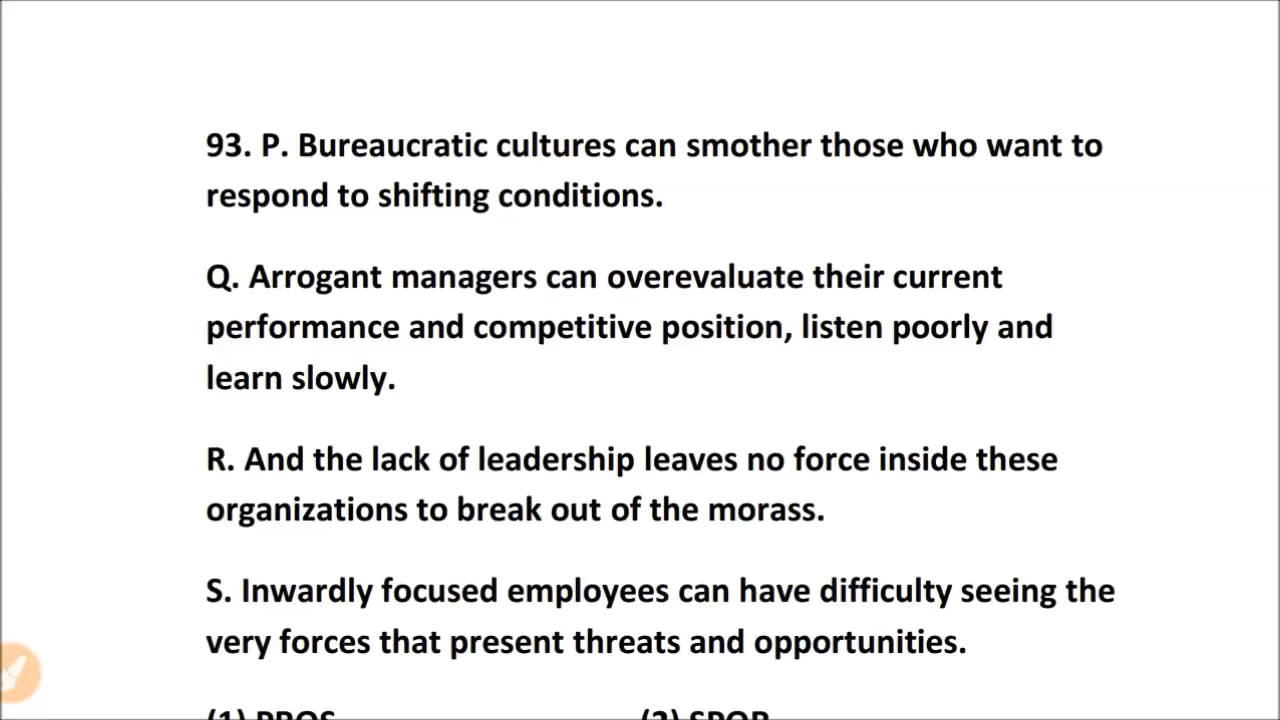 93. P. Bureaucratic cultures can smother those who want to
respond to shifting conditions.
Q. Arrogant managers can overevaluate their current
performance and competitive position, listen poorly and
learn slowly.
R. And the lack of leadership leaves no force inside these
organizations to break out of the morass.
S. Inwardly focused employees can have difficulty seeing the
very forces that present threats and opportunities.
(1) (2)